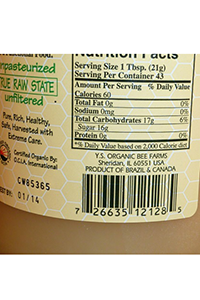 Nutrition Facts
Serving Size 1 Tbsp. (21g)
Serving Per Container 43
Amount Per Serving % Daily Value
Calories 60
Total Fat 0g 0%
Sodium 0mg 0%
Total Carbohydrates 17g 6%
Sugar 16g
Protein 0g 0%
*% Daily Value based on 2,000 Calorie diet
Food.
npasteurized
TRUE RAW STATE
unfiltered
Pure, Rich, Healthy,
Safe, Harvested with
Extreme Care.
Certified Organic By:
O.C.I.A. International
CW05365
01/14
Y.S. ORGANIC BEE FARMS
Sheridan, IL 60551 USA
PRODUCT OF BRAZIL & CANADA
7 26635 12128 5